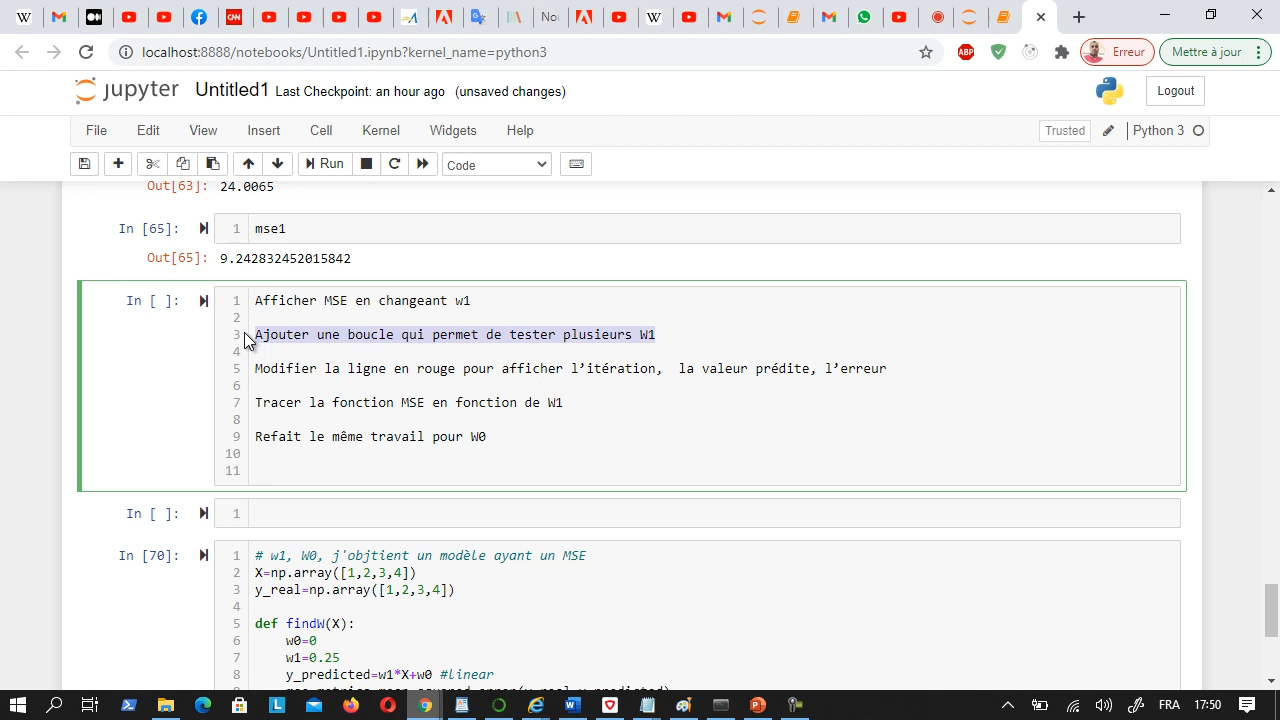 CNN
No
localhost:8888/notebooks/Untitled1.ipynb?kernel_name=python3
ABP
Erreur
Mettre à jour
jupyter Untitled1 Last Checkpoint: an hour ago (unsaved changes)
Logout
File Edit View Insert Cell Kernel Widgets Help
Trusted
Python 3
Run
Code
Out[63]: 24.0065
In [65]: 1 mse1
Out[65]: 9.242832452015842
In [ ]: 1 Afficher MSE en changeant w1
2
3 Ajouter une boucle qui permet de tester plusieurs W1
4
5 Modifier la ligne en rouge pour afficher l’itération,  la valeur prédite, l’erreur
6
7 Tracer la fonction MSE en fonction de W1
8
9 Refait le même travail pour W0
10
11
In [ ]: 1
In [70]: 1 # w1, W0, j'objtient un modèle ayant un MSE
2 X=np.array([1,2,3,4])
3 y_real=np.array([1,2,3,4])
4
5 def findW(X):
6 w0=0
7 w1=0.25
8 y_predicted=w1*X+w0 #linear
FRA 17:50